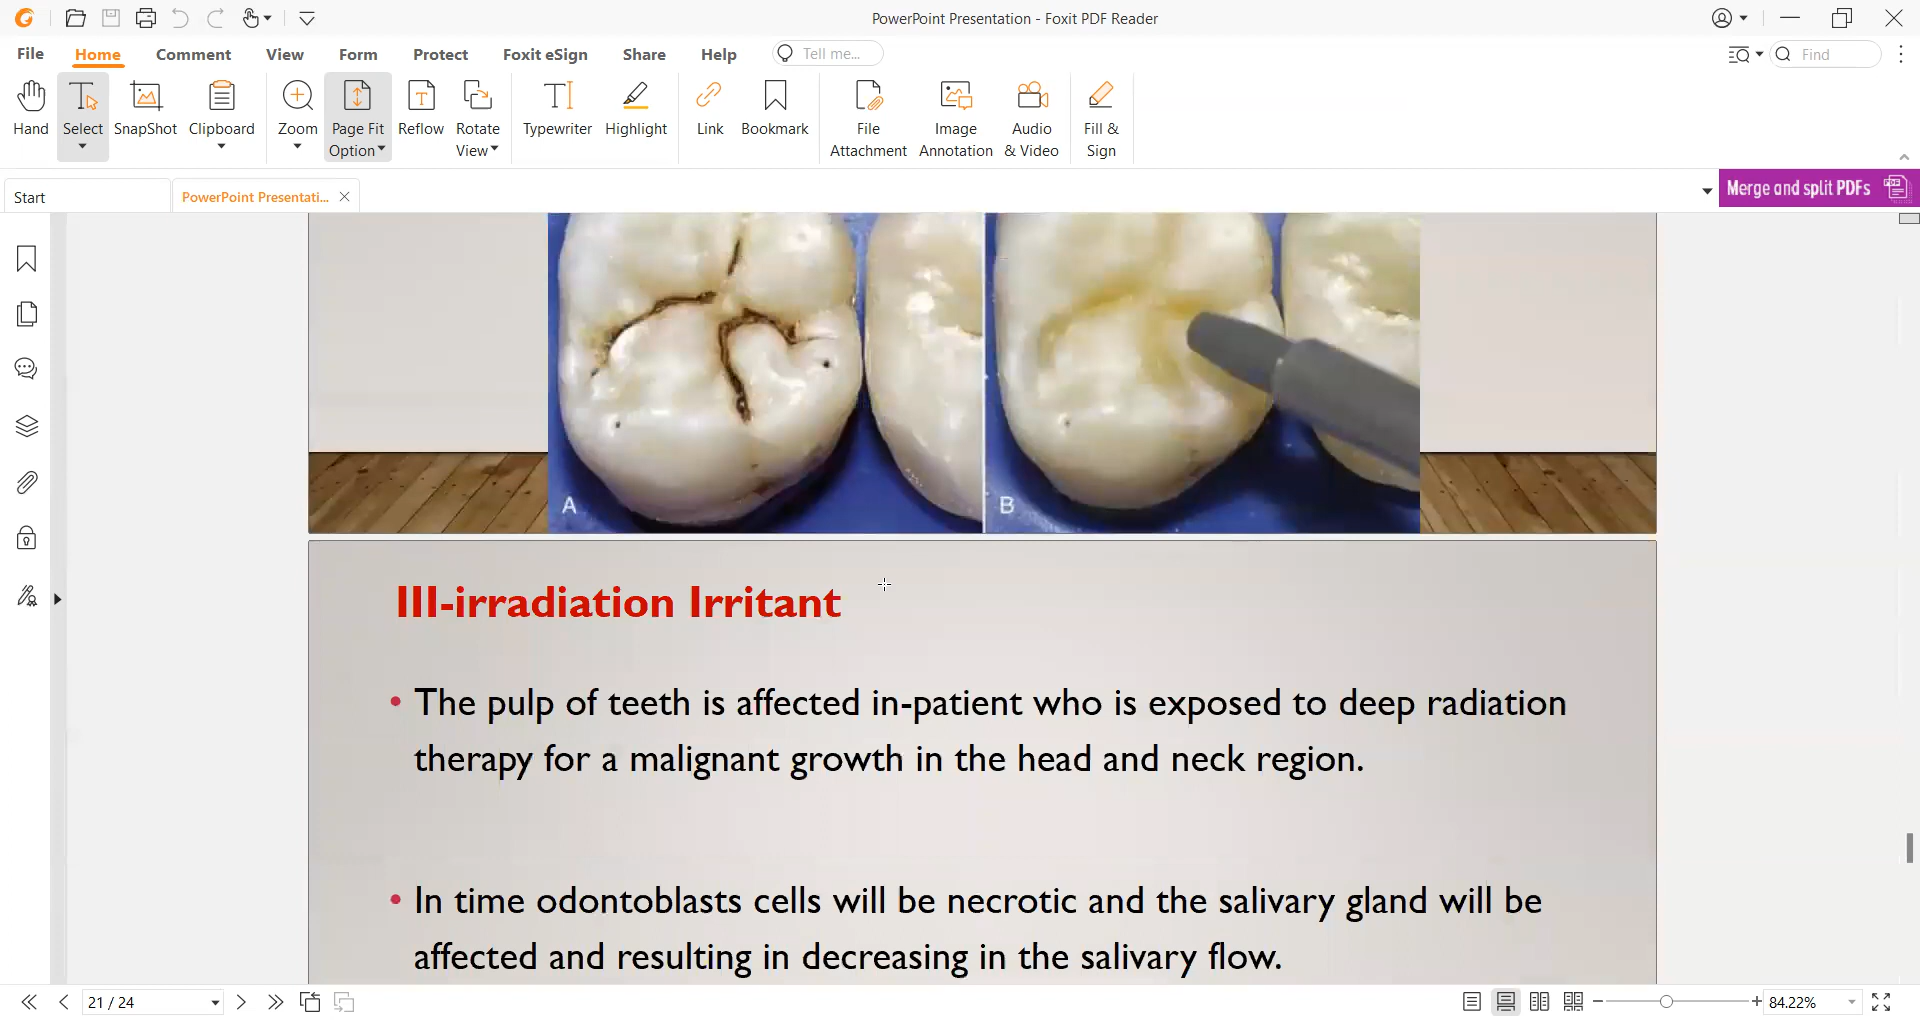 PowerPoint Presentation - Foxit PDF Reader
File Home Comment View Form Protect Foxit eSign Share Help Tell me... Find
Hand Select SnapShot Clipboard Zoom Page Fit Option Reflow Rotate View Typewriter Highlight Link Bookmark File Attachment Image Annotation Audio & Video Fill & Sign
Start PowerPoint Presentati... Merge and split PDFs
A B
III-irradiation Irritant
• The pulp of teeth is affected in-patient who is exposed to deep radiation
therapy for a malignant growth in the head and neck region.
• In time odontoblasts cells will be necrotic and the salivary gland will be
affected and resulting in decreasing in the salivary flow.
21 / 24 84.22%